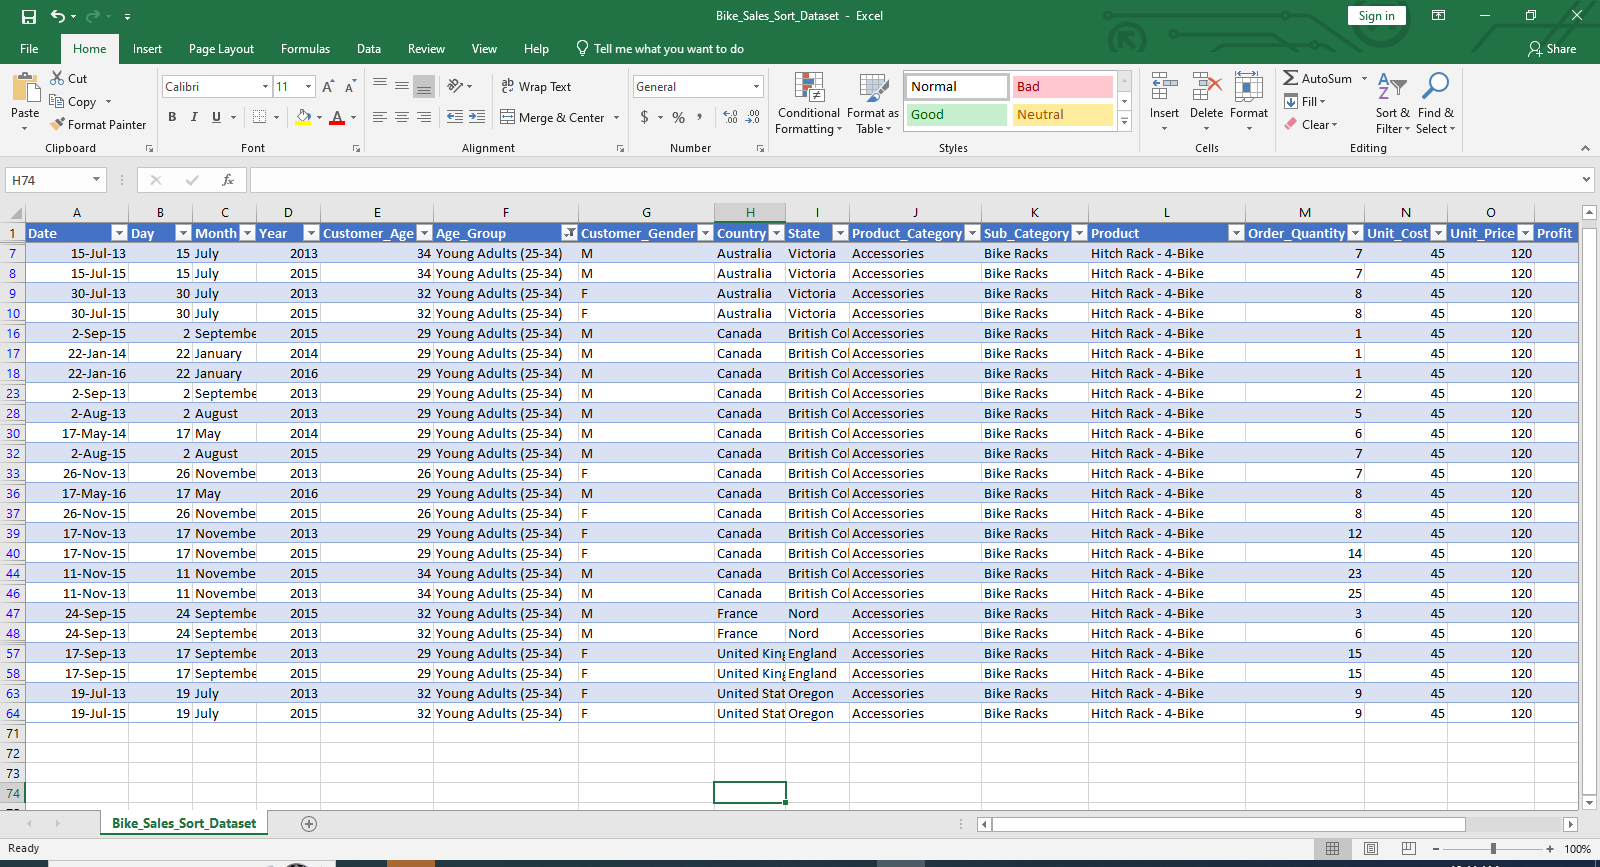 Bike_Sales_Sort_Dataset - Excel
Sign in
File Home Insert Page Layout Formulas Data Review View Help Tell me what you want to do Share
Cut
Copy
Format Painter
Paste
Clipboard
Calibri 11
B I U
Font
Wrap Text
Merge & Center
Alignment
General
$ % ,
Number
Conditional Formatting
Format as Table
Normal Bad
Good Neutral
Styles
Insert Delete Format
Cells
AutoSum
Fill
Clear
Sort & Filter
Find & Select
Editing
H74 fx
A B C D E F G H I J K L M N O
1 Date Day Month Year Customer_Age Age_Group Customer_Gender Country State Product_Category Sub_Category Product Order_Quantity Unit_Cost Unit_Price Profit
7 15-Jul-13 15 July 2013 34 Young Adults (25-34) M Australia Victoria Accessories Bike Racks Hitch Rack - 4-Bike 7 45 120
8 15-Jul-15 15 July 2015 34 Young Adults (25-34) M Australia Victoria Accessories Bike Racks Hitch Rack - 4-Bike 7 45 120
9 30-Jul-13 30 July 2013 32 Young Adults (25-34) F Australia Victoria Accessories Bike Racks Hitch Rack - 4-Bike 8 45 120
10 30-Jul-15 30 July 2015 32 Young Adults (25-34) F Australia Victoria Accessories Bike Racks Hitch Rack - 4-Bike 8 45 120
16 2-Sep-15 2 Septembe 2015 29 Young Adults (25-34) M Canada British Col Accessories Bike Racks Hitch Rack - 4-Bike 1 45 120
17 22-Jan-14 22 January 2014 29 Young Adults (25-34) M Canada British Col Accessories Bike Racks Hitch Rack - 4-Bike 1 45 120
18 22-Jan-16 22 January 2016 29 Young Adults (25-34) M Canada British Col Accessories Bike Racks Hitch Rack - 4-Bike 1 45 120
23 2-Sep-13 2 Septembe 2013 29 Young Adults (25-34) M Canada British Col Accessories Bike Racks Hitch Rack - 4-Bike 2 45 120
28 2-Aug-13 2 August 2013 29 Young Adults (25-34) M Canada British Col Accessories Bike Racks Hitch Rack - 4-Bike 5 45 120
30 17-May-14 17 May 2014 29 Young Adults (25-34) M Canada British Col Accessories Bike Racks Hitch Rack - 4-Bike 6 45 120
32 2-Aug-15 2 August 2015 29 Young Adults (25-34) M Canada British Col Accessories Bike Racks Hitch Rack - 4-Bike 7 45 120
33 26-Nov-13 26 Novembe 2013 26 Young Adults (25-34) F Canada British Col Accessories Bike Racks Hitch Rack - 4-Bike 7 45 120
36 17-May-16 17 May 2016 29 Young Adults (25-34) M Canada British Col Accessories Bike Racks Hitch Rack - 4-Bike 8 45 120
37 26-Nov-15 26 Novembe 2015 26 Young Adults (25-34) F Canada British Col Accessories Bike Racks Hitch Rack - 4-Bike 8 45 120
39 17-Nov-13 17 Novembe 2013 29 Young Adults (25-34) F Canada British Col Accessories Bike Racks Hitch Rack - 4-Bike 12 45 120
40 17-Nov-15 17 Novembe 2015 29 Young Adults (25-34) F Canada British Col Accessories Bike Racks Hitch Rack - 4-Bike 14 45 120
44 11-Nov-15 11 Novembe 2015 34 Young Adults (25-34) M Canada British Col Accessories Bike Racks Hitch Rack - 4-Bike 23 45 120
46 11-Nov-13 11 Novembe 2013 34 Young Adults (25-34) M Canada British Col Accessories Bike Racks Hitch Rack - 4-Bike 25 45 120
47 24-Sep-15 24 Septembe 2015 32 Young Adults (25-34) M France Nord Accessories Bike Racks Hitch Rack - 4-Bike 3 45 120
48 24-Sep-13 24 Septembe 2013 32 Young Adults (25-34) M France Nord Accessories Bike Racks Hitch Rack - 4-Bike 6 45 120
57 17-Sep-13 17 Septembe 2013 29 Young Adults (25-34) F United King England Accessories Bike Racks Hitch Rack - 4-Bike 15 45 120
58 17-Sep-15 17 Septembe 2015 29 Young Adults (25-34) F United King England Accessories Bike Racks Hitch Rack - 4-Bike 15 45 120
63 19-Jul-13 19 July 2013 32 Young Adults (25-34) F United Stat Oregon Accessories Bike Racks Hitch Rack - 4-Bike 9 45 120
64 19-Jul-15 19 July 2015 32 Young Adults (25-34) F United Stat Oregon Accessories Bike Racks Hitch Rack - 4-Bike 9 45 120
71
72
73
74
Bike_Sales_Sort_Dataset
Ready
100%